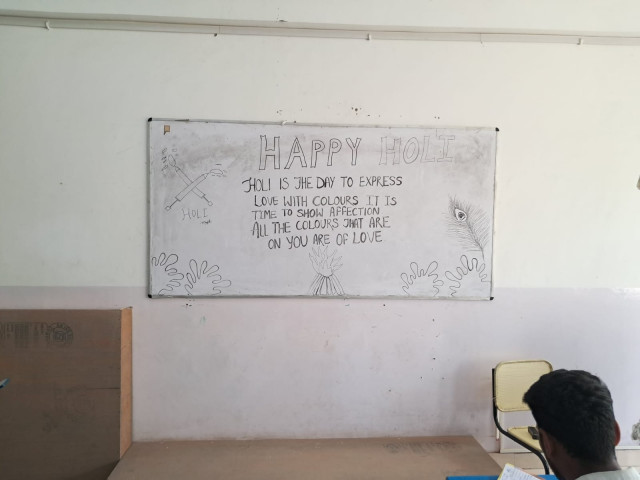 HAPPY HOLI
HOLI IS THE DAY TO EXPRESS
LOVE WITH COLOURS IT IS
TIME TO SHOW AFFECTION
ALL THE COLOURS THAT ARE
ON YOU ARE OF LOVE
HOLI